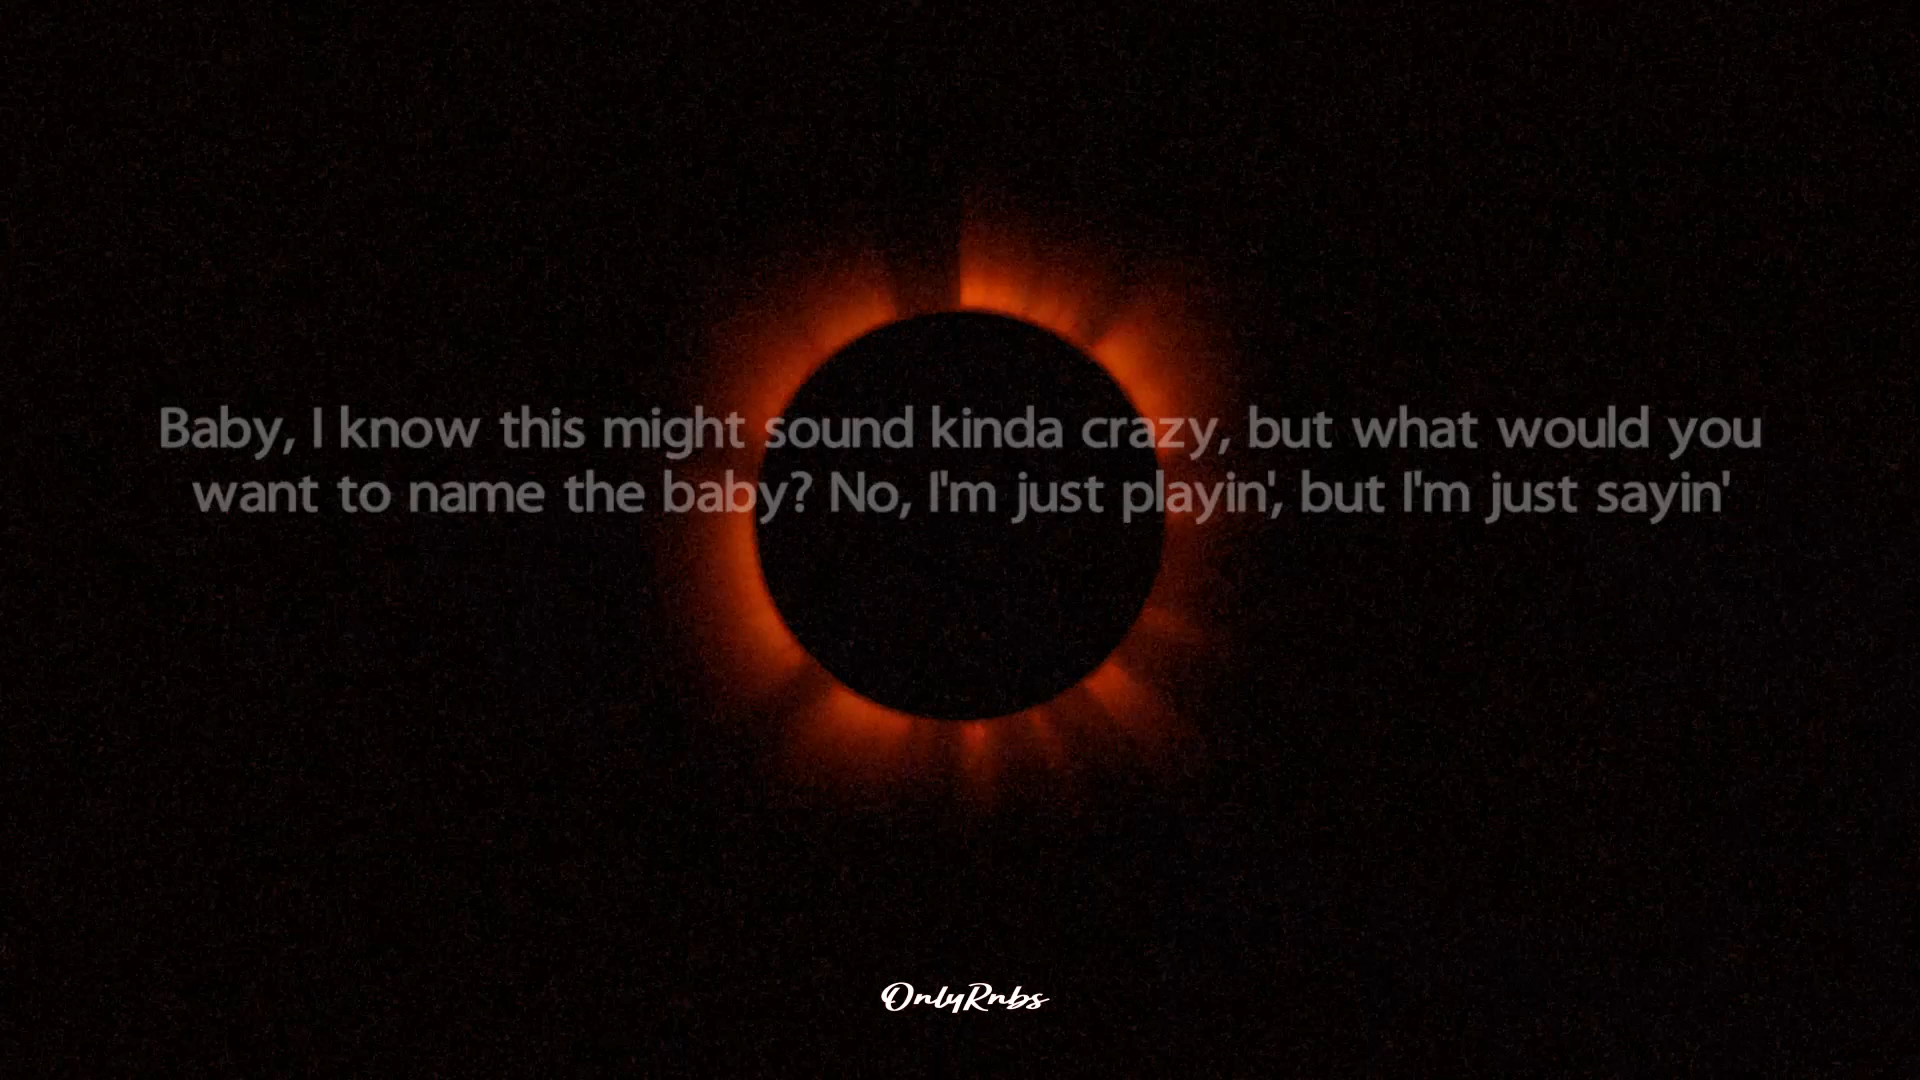 Baby, I know this might sound kinda crazy, but what would you
want to name the baby? No, I'm just playin', but I'm just sayin'
OnlyRnbs